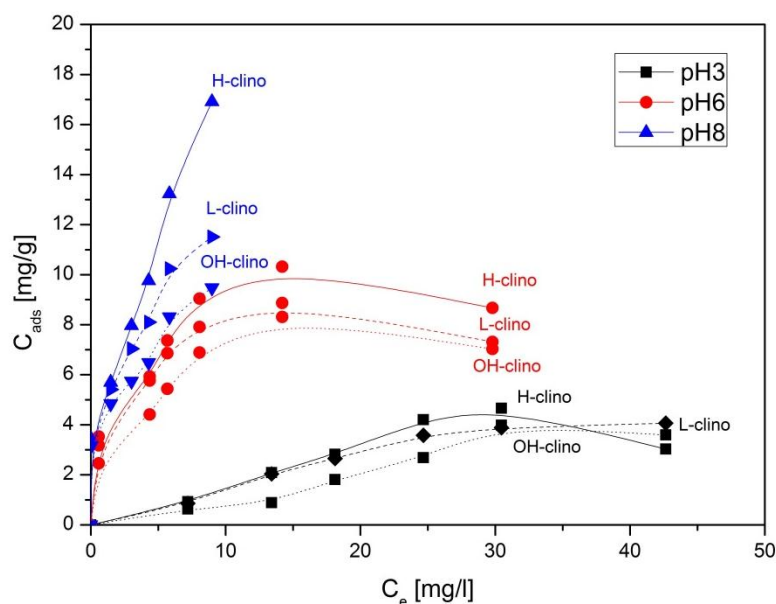 20
18
16
14
12
10
8
6
4
2
0
C_ads [mg/g]
H-clino
L-clino
OH-clino
pH3
pH6
pH8
H-clino
L-clino
OH-clino
H-clino
L-clino
OH-clino
0 10 20 30 40 50
C_e [mg/l]